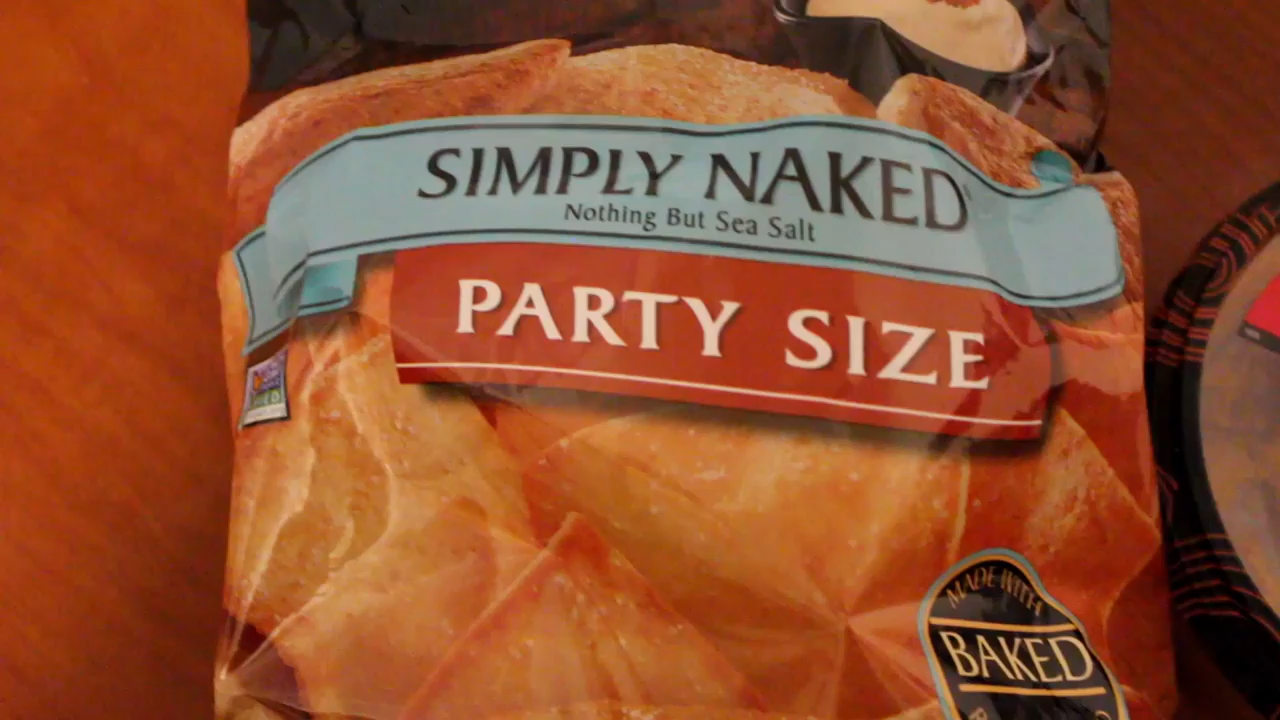 SIMPLY NAKED
Nothing But Sea Salt
PARTY SIZE
MADE WITH
BAKED